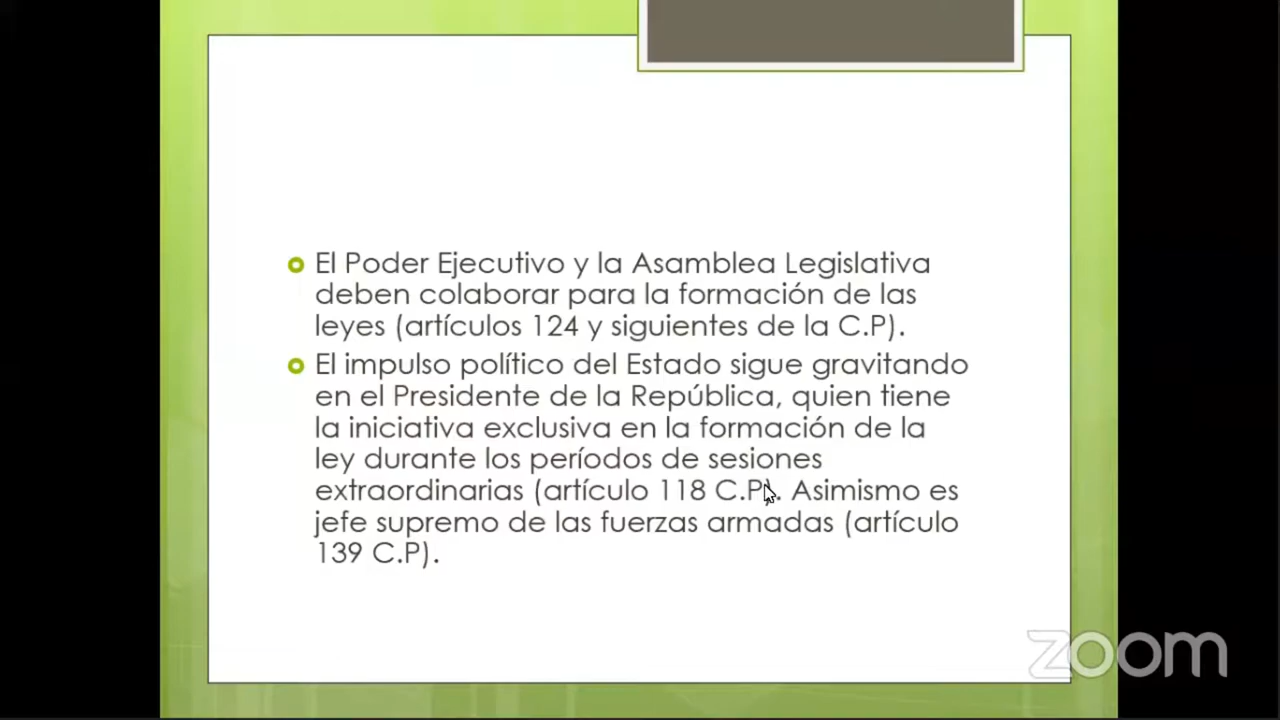 El Poder Ejecutivo y la Asamblea Legislativa
deben colaborar para la formación de las
leyes (artículos 124 y siguientes de la C.P).
El impulso político del Estado sigue gravitando
en el Presidente de la República, quien tiene
la iniciativa exclusiva en la formación de la
ley durante los períodos de sesiones
extraordinarias (artículo 118 C.P). Asimismo es
jefe supremo de las fuerzas armadas (artículo
139 C.P).
zoom